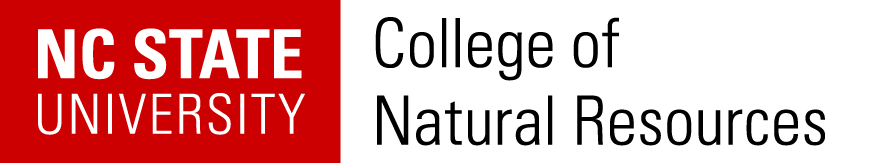 NC STATE
UNIVERSITY
College of
Natural Resources